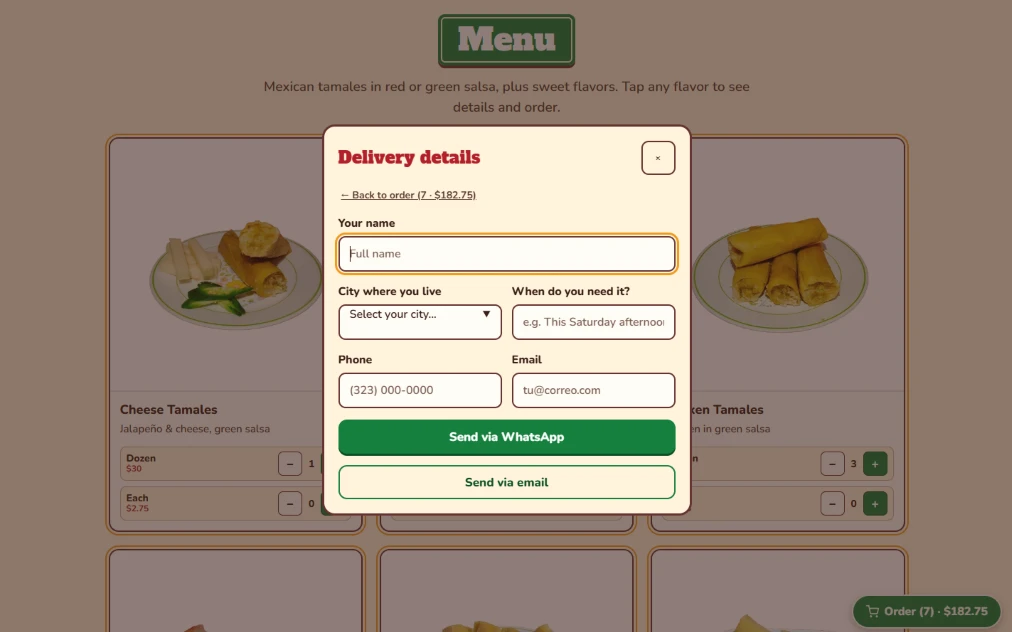 Menu
Mexican tamales in red or green salsa, plus sweet flavors. Tap any flavor to see
details and order.
Delivery details
×
← Back to order (7 · $182.75)
Your name
Full name
City where you live
When do you need it?
Select your city...
▼
e.g. This Saturday afternoon
Phone
Email
(323) 000-0000
tu@correo.com
Send via WhatsApp
Send via email
Cheese Tamales
Jalapeño & cheese, green salsa
Dozen
$30
− 1
Each
$2.75
− 0
ken Tamales
en in green salsa
n
− 3 +
− 0 +
Order (7) · $182.75